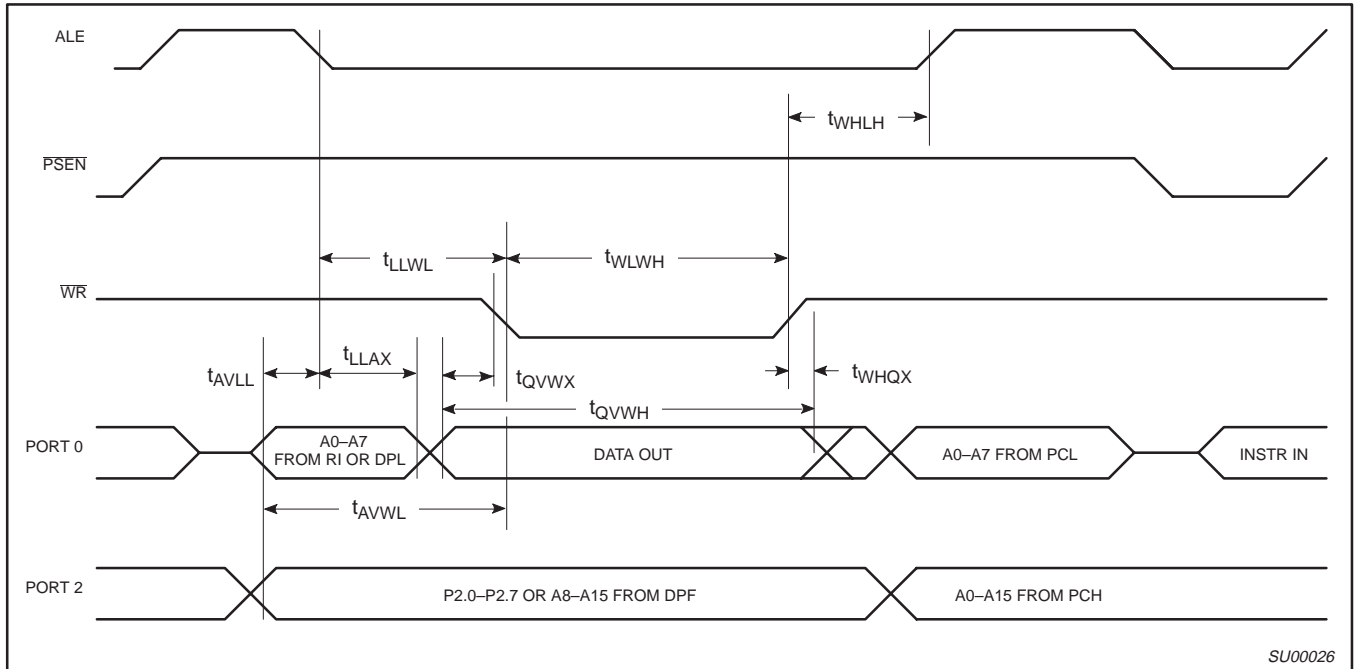 ALE
tWHLH
PSEN
tLLWL
tWLWH
WR
tAVLL
tLLAX
tQVWX
tWHQX
tQVWH
PORT 0
A0–A7
FROM RI OR DPL
DATA OUT
A0–A7 FROM PCL
INSTR IN
tAVWL
PORT 2
P2.0–P2.7 OR A8–A15 FROM DPF
A0–A15 FROM PCH
SU00026